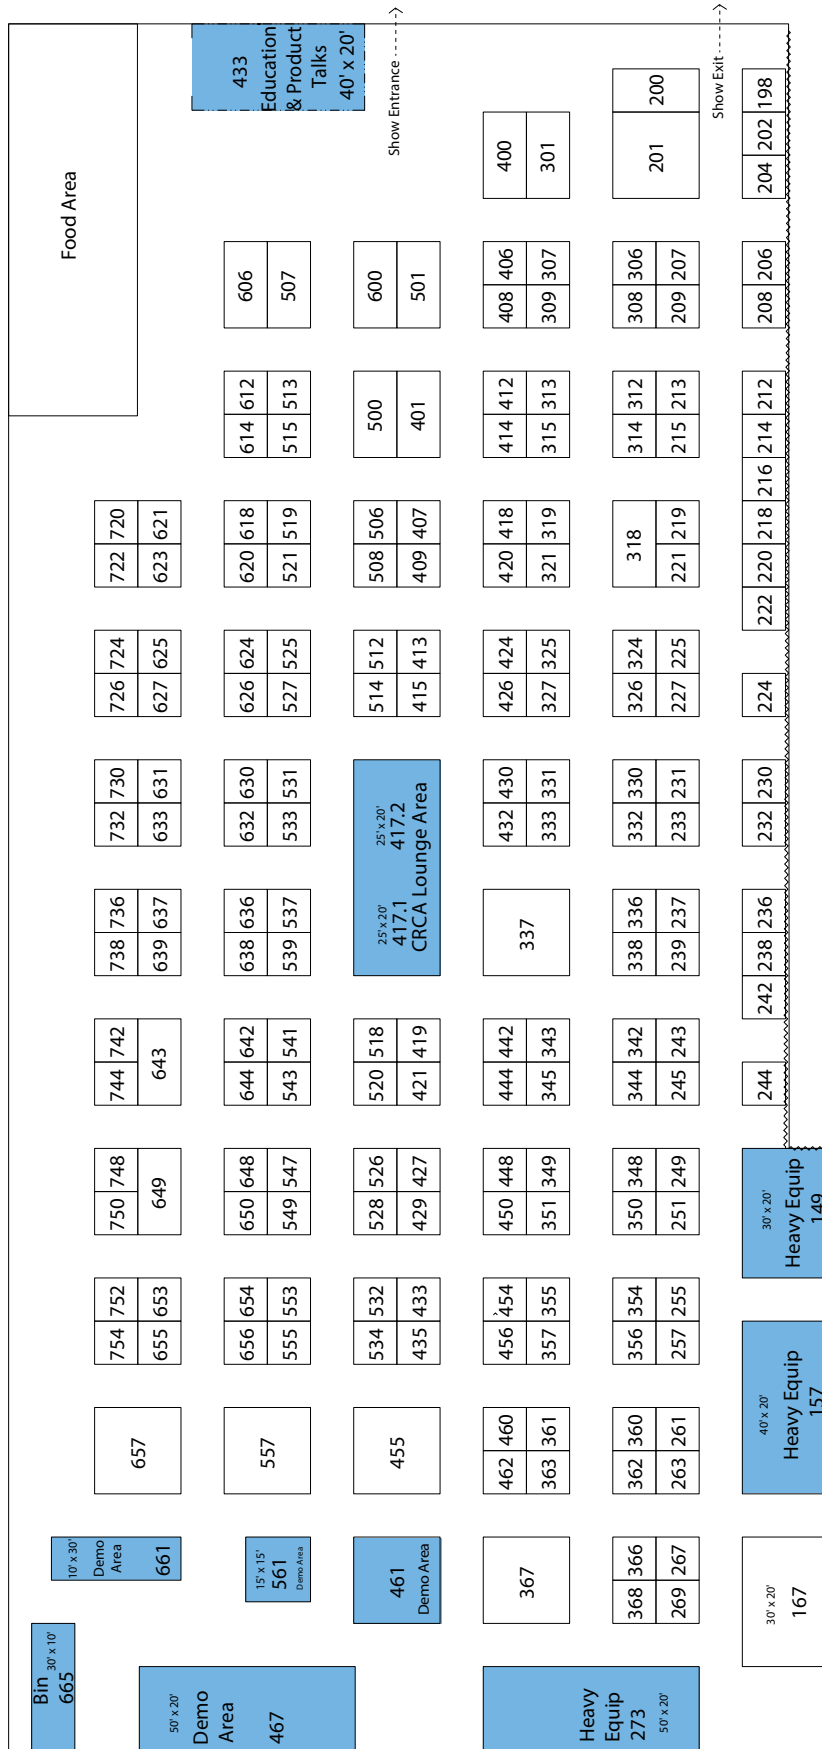 Bin 30' x 10'
665
Food Area
10' x 30'
Demo
Area
661
754 752 750 748 744 742 738 736 732 730 726 724 722 720
657
655 653 649 643 639 637 633 631 627 625 623 621
50' x 20'
Demo
Area
467
15' x 15'
561
Demo Area
656 654 650 648 644 642 638 636 632 630 626 624 620 618 614 612 606
557
555 553 549 547 543 541 539 537 533 531 527 525 521 519 515 513 507
433
Education
& Product
Talks
40' x 20'
461
Demo Area
534 532 528 526 520 518
25' x 20' 25' x 20'
417.1 417.2
CRCA Lounge Area
514 512 508 506 500 600
455
435 433 429 427 421 419 415 413 409 407 401 501
Show Entrance
462 460 456 454 450 448 444 442 432 430 426 424 420 418 414 412 408 406 400
367
363 361 357 355 351 349 345 343 337 333 331 327 325 321 319 315 313 309 307 301
Heavy
Equip
273
50' x 20'
368 366 362 360 356 354 350 348 344 342 338 336 332 330 326 324 318 314 312 308 306 200
269 267 263 261 257 255 251 249 245 243 239 237 233 231 227 225 221 219 215 213 209 207 201
Show Exit
30' x 20'
167
40' x 20'
Heavy Equip
157
30' x 20'
Heavy Equip
149
244 242 238 236 232 230 224 222 220 218 216 214 212 208 206 204 202 198